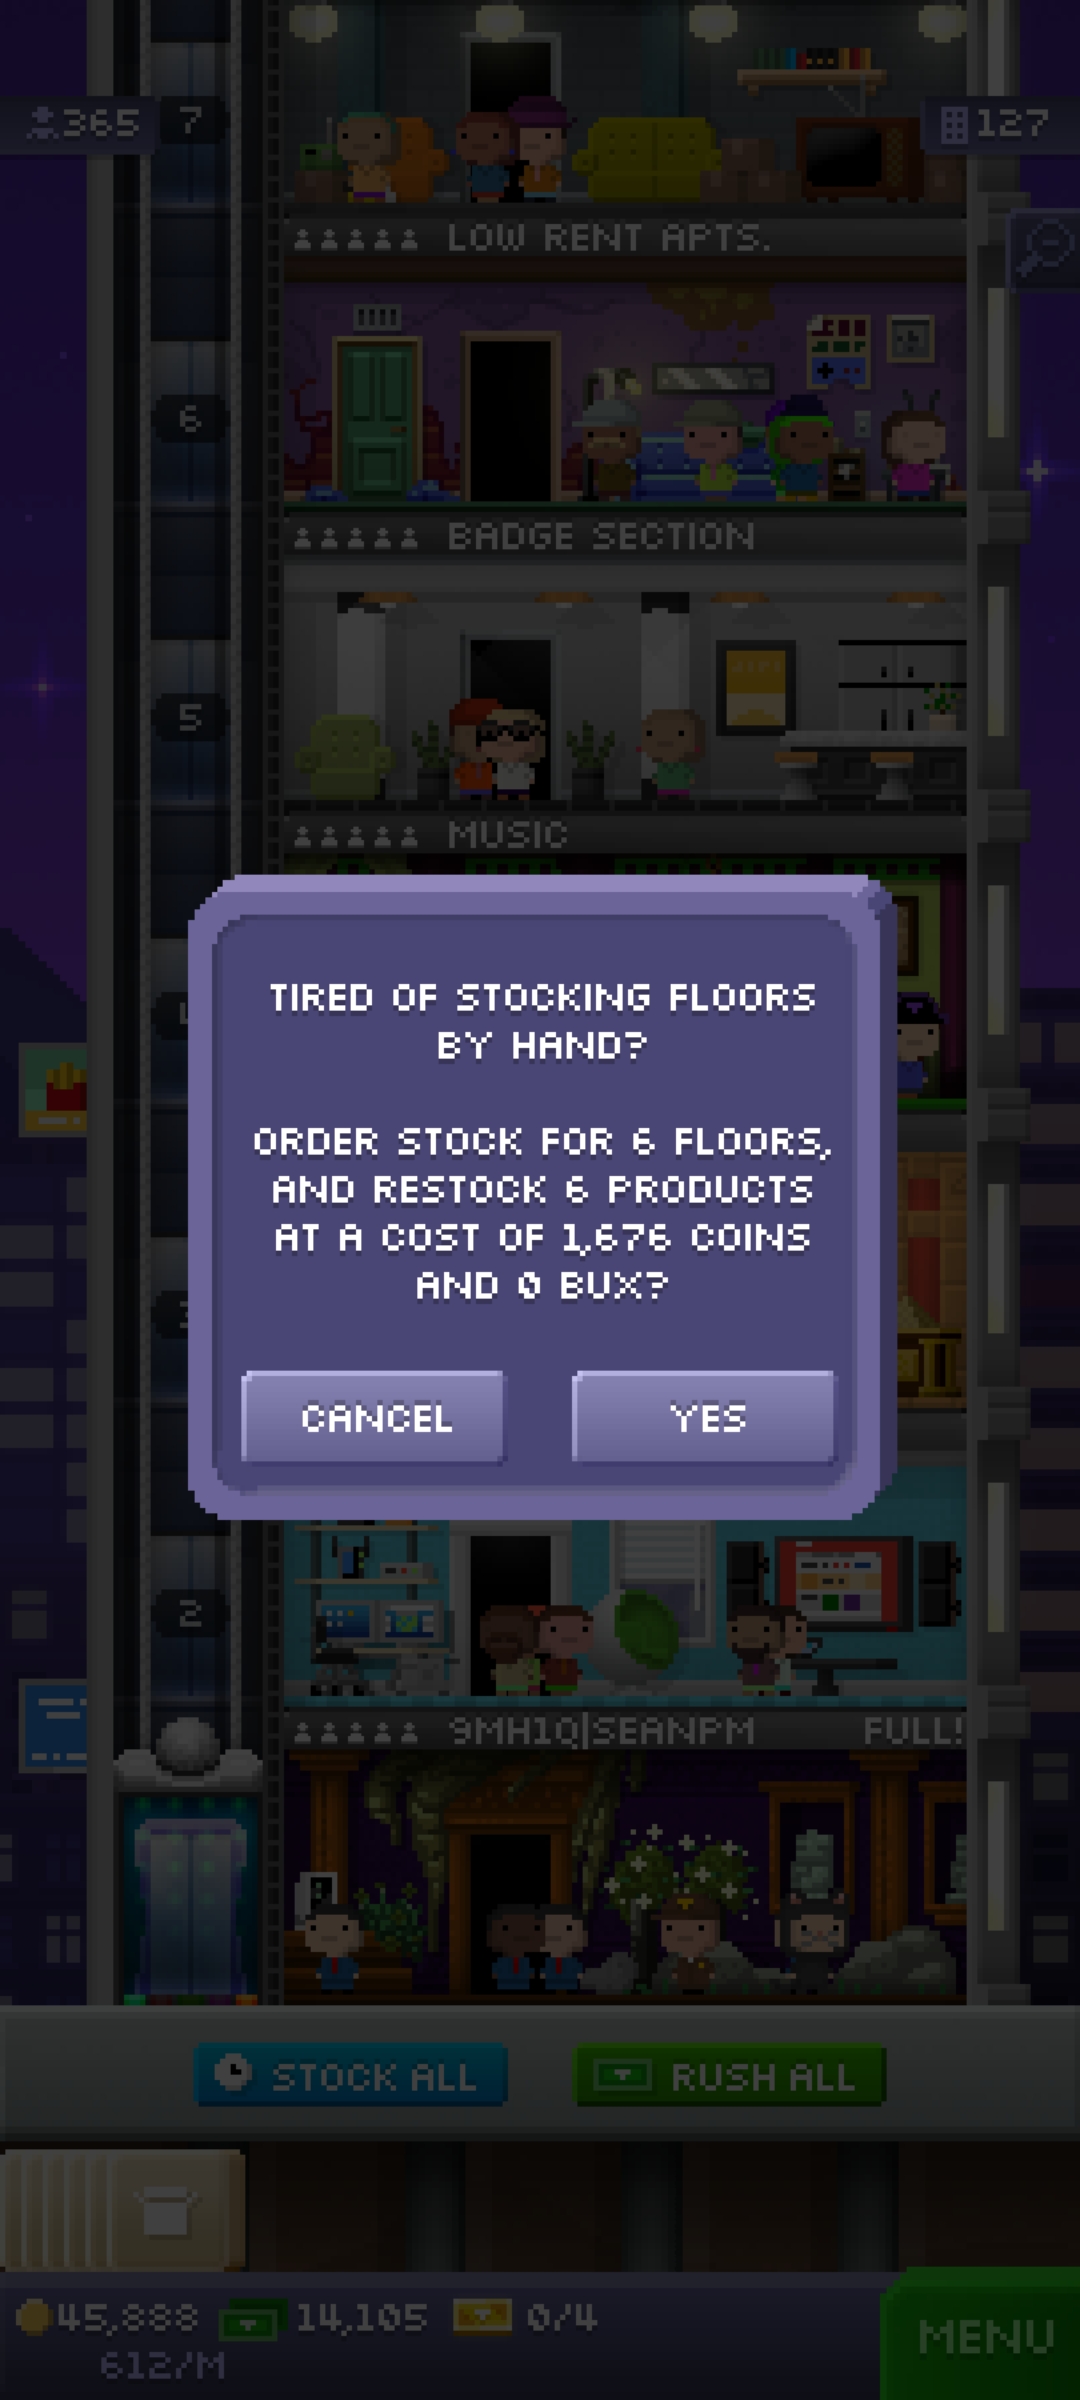 365
7
127
LOW RENT APTS.
6
BADGE SECTION
5
MUSIC
TIRED OF STOCKING FLOORS
BY HAND?
ORDER STOCK FOR 6 FLOORS,
AND RESTOCK 6 PRODUCTS
AT A COST OF 1,676 COINS
AND 0 BUX?
CANCEL
YES
2
9MH1Q|SEANPM
FULL!
STOCK ALL
RUSH ALL
45,888
14,105
0/4
612/M
MENU